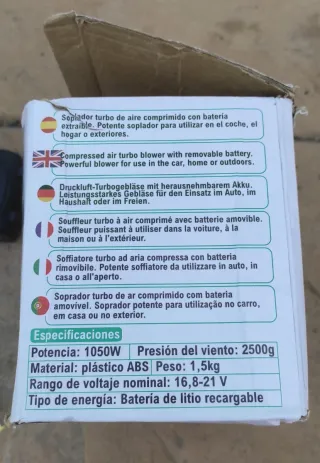 Soplador turbo de aire comprimido con batería
extraíble. Potente soplador para utilizar en el coche, el
hogar o exteriores.
Compressed air turbo blower with removable battery.
Powerful blower for use in the car, home or outdoors.
Druckluft-Turbogebläse mit herausnehmbarem Akku.
Leistungsstarkes Gebläse für den Einsatz im Auto, im
Haushalt oder im Freien.
Souffleur turbo à air comprimé avec batterie amovible.
Souffleur puissant à utiliser dans la voiture, à la
maison ou à l'extérieur.
Soffiatore turbo ad aria compressa con batteria
rimovibile. Potente soffiatore da utilizzare in auto, in
casa o all'aperto.
Soprador turbo de ar comprimido com bateria
amovível. Soprador potente para utilização no carro,
em casa ou no exterior.
Especificaciones
Potencia: 1050W Presión del viento: 2500g
Material: plástico ABS Peso: 1,5kg
Rango de voltaje nominal: 16,8-21 V
Tipo de energía: Batería de litio recargable